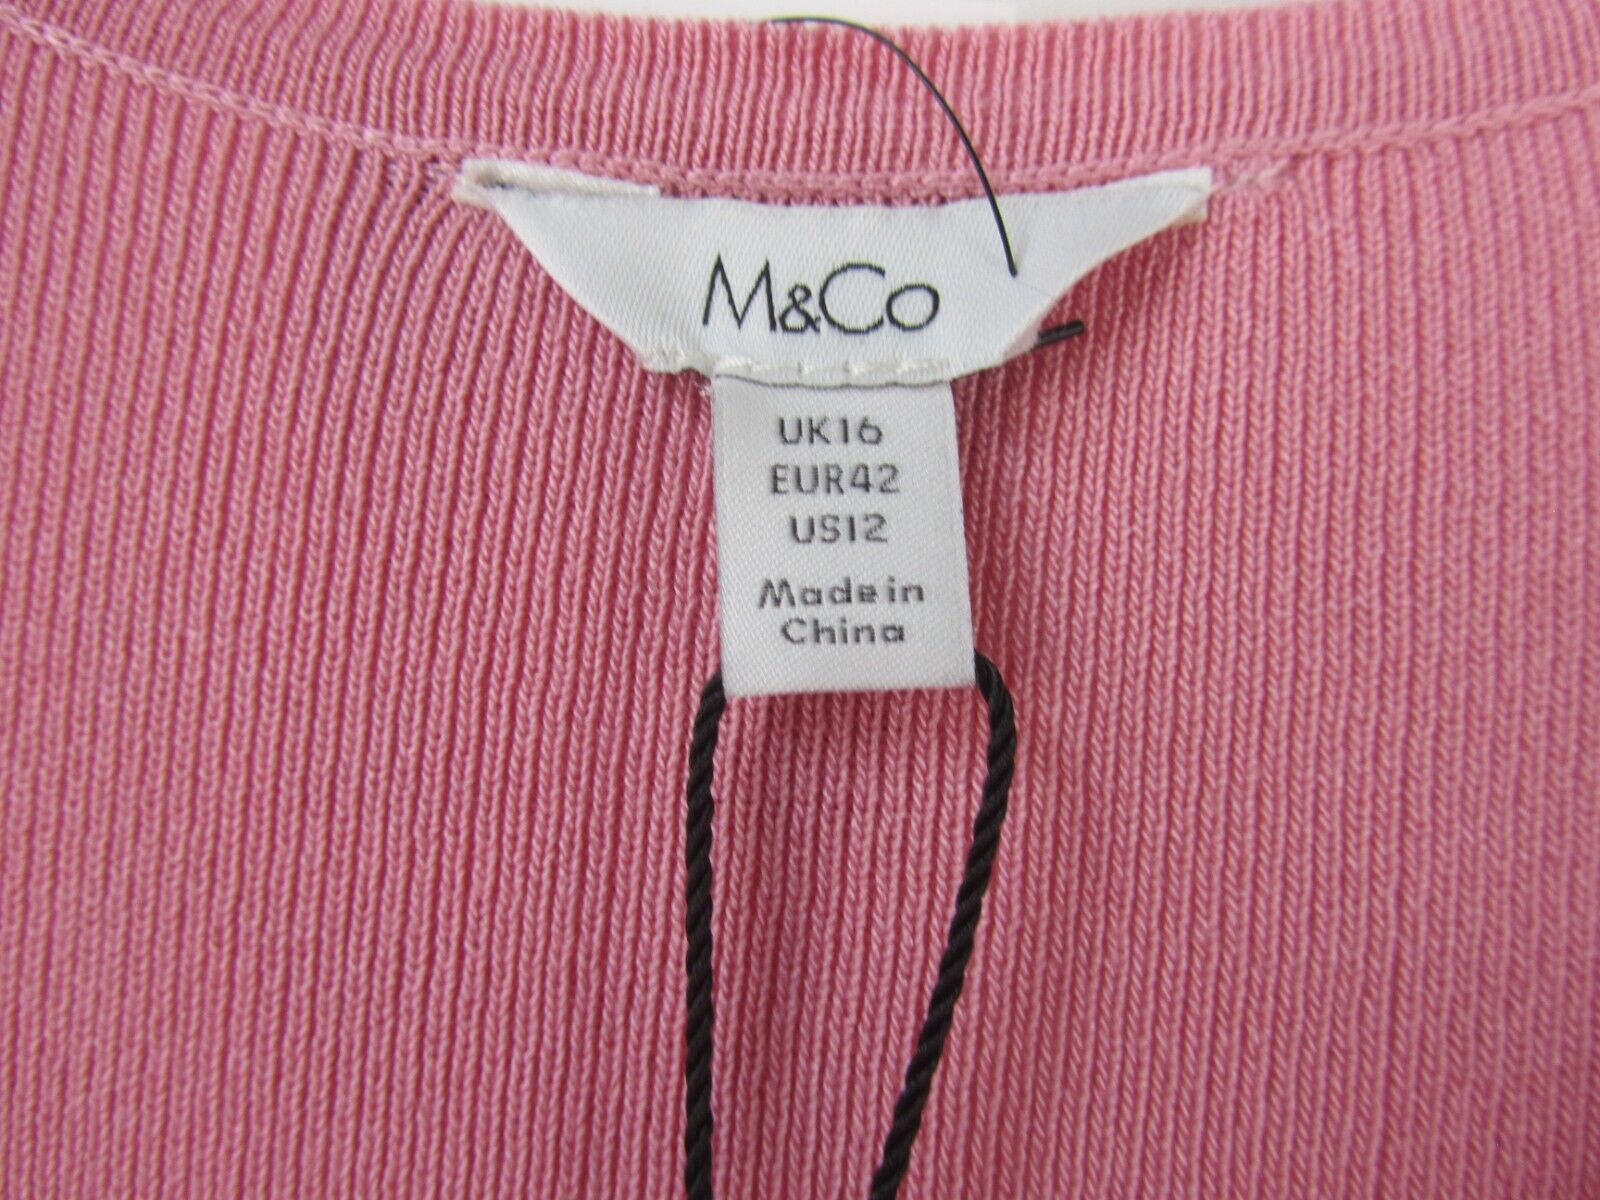 M&Co
UK16
EUR42
US12
Made in
China